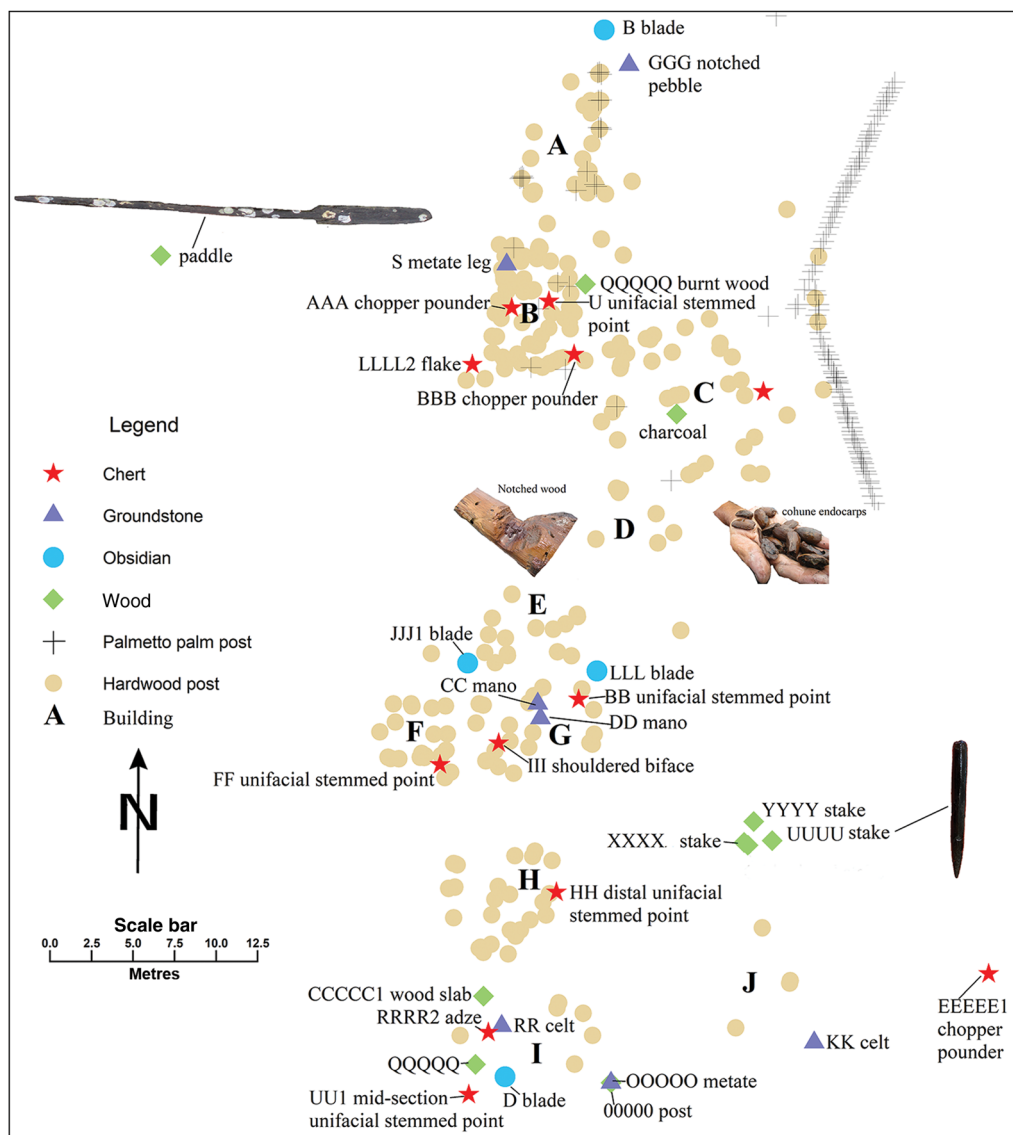 B blade
GGG notched
pebble
A
paddle
S metate leg
QQQQQ burnt wood
AAA chopper pounder
B
U unifacial stemmed
point
LLLL2 flake
BBB chopper pounder
C
charcoal
Legend
Chert
Groundstone
Obsidian
Wood
Palmetto palm post
Hardwood post
A Building
N
Scale bar
0.0 2.5 5.0 7.5 10.0 12.5
Metres
Notched wood
cohune endocarps
D
E
JJJ1 blade
LLL blade
CC mano
BB unifacial stemmed point
DD mano
F
G
FF unifacial stemmed point
III shouldered biface
YYYY stake
UUUU stake
XXXX. stake
H
HH distal unifacial
stemmed point
CCCCC1 wood slab
RRRR2 adze
RR celt
J
EEEEE1
chopper
pounder
KK celt
I
QQQQQ
OOOOO metate
UU1 mid-section
unifacial stemmed point
D blade
00000 post